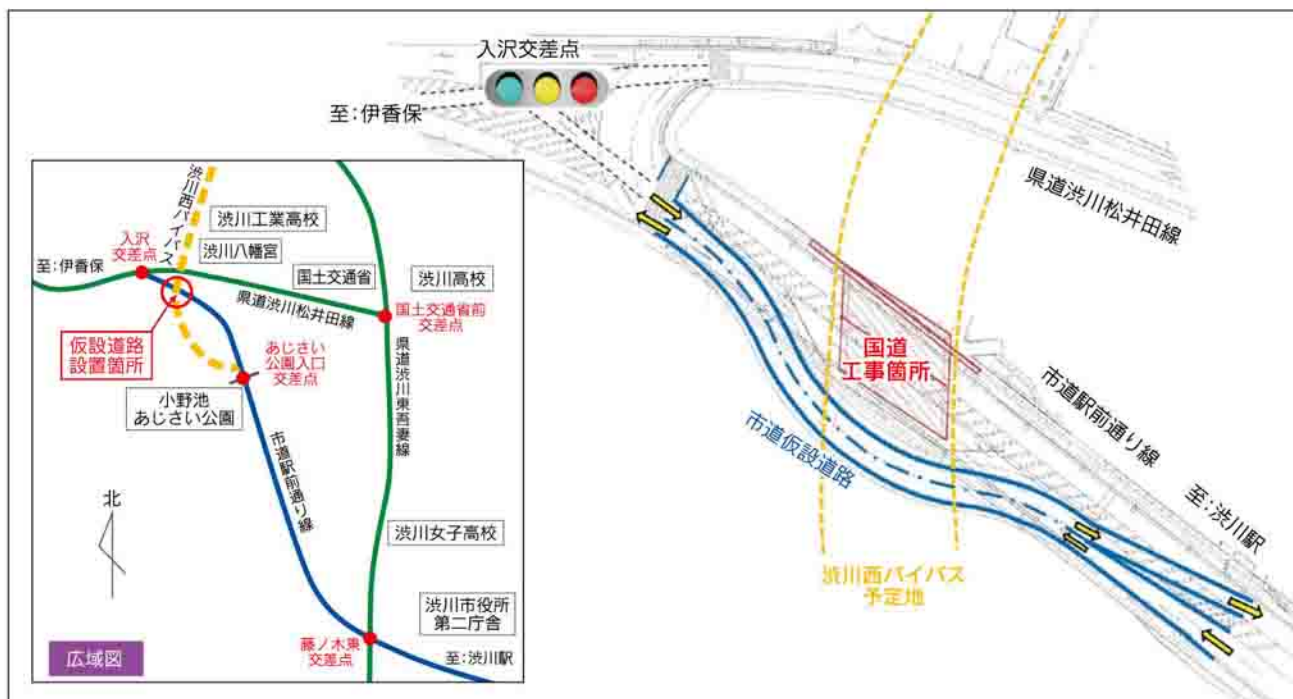 入沢交差点
至:伊香保
県道渋川松井田線
国道
工事箇所
市道駅前通り線
市道仮設道路
至:渋川駅
渋川西バイパス
予定地
渋川西バイパス
渋川工業高校
入沢
交差点
渋川八幡宮
至:伊香保
国土交通省
渋川高校
県道渋川松井田線
国土交通省前
交差点
仮設道路
設置箇所
あじさい
公園入口
交差点
県道渋川東吾妻線
小野池
あじさい公園
市道駅前通り線
北
渋川女子高校
渋川市役所
第二庁舎
藤ノ木東
交差点
至:渋川駅
広域図